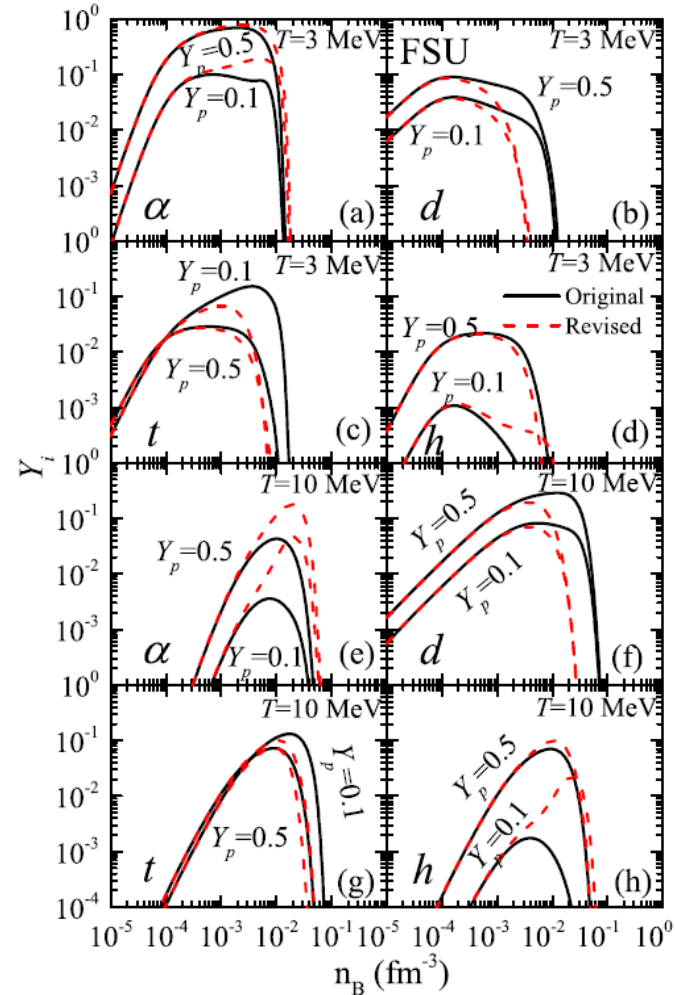 10^0
10^-1
10^-2
10^-3
Y_p=0.5
Y_p=0.1
T=3 MeV
α
(a)
FSU
T=3 MeV
Y_p=0.5
Y_p=0.1
d
(b)
10^0
10^-1
10^-2
10^-3
Y_p=0.1
T=3 MeV
Y_p=0.5
t
(c)
T=3 MeV
Original
Revised
Y_p=0.5
Y_p=0.1
h
(d)
Y_i
10^0
10^-1
10^-2
10^-3
T=10 MeV
Y_p=0.5
Y_p=0.1
α
(e)
T=10 MeV
Y_p=0.5
Y_p=0.1
d
(f)
10^0
10^-1
10^-2
10^-3
10^-4
T=10 MeV
Y_p=0.1
Y_p=0.5
t
(g)
T=10 MeV
Y_p=0.5
Y_p=0.1
h
(h)
10^-5 10^-4 10^-3 10^-2 10^-1 10^-5 10^-4 10^-3 10^-2 10^-1 10^0
n_B (fm^-3)